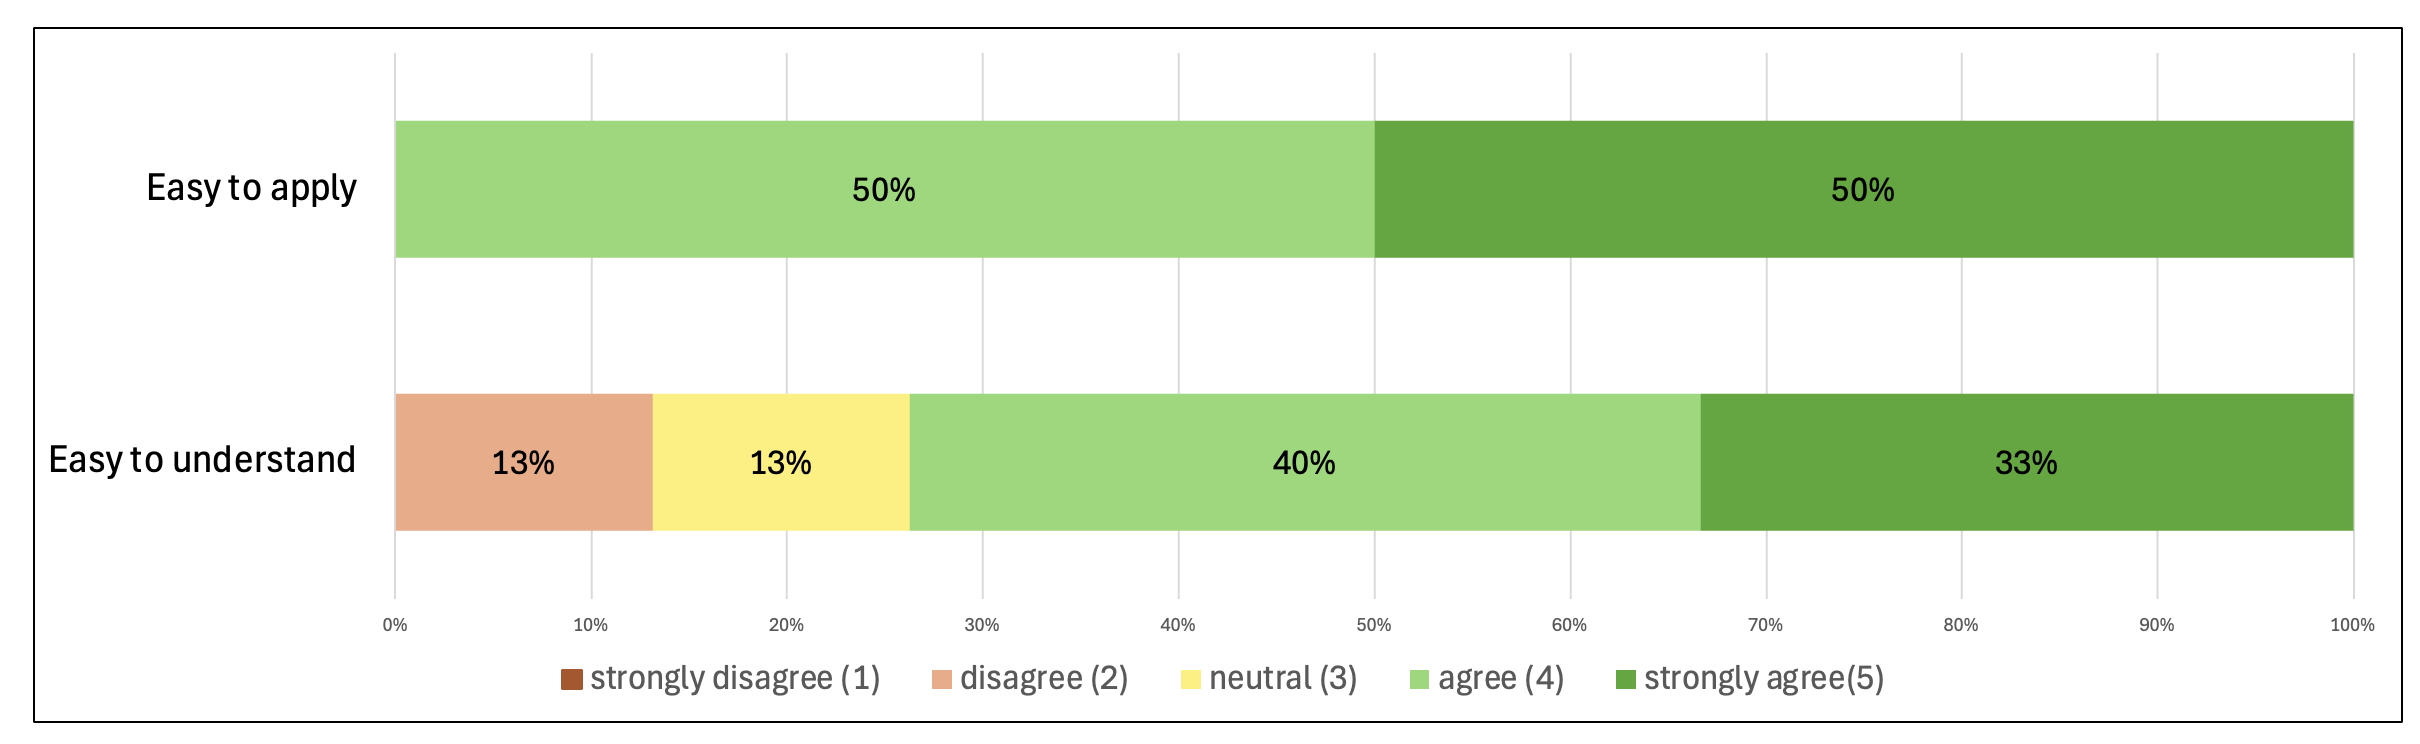 Easy to apply
50%
50%
Easy to understand
13%
13%
40%
33%
0%
10%
20%
30%
40%
50%
60%
70%
80%
90%
100%
strongly disagree (1)
disagree (2)
neutral (3)
agree (4)
strongly agree(5)